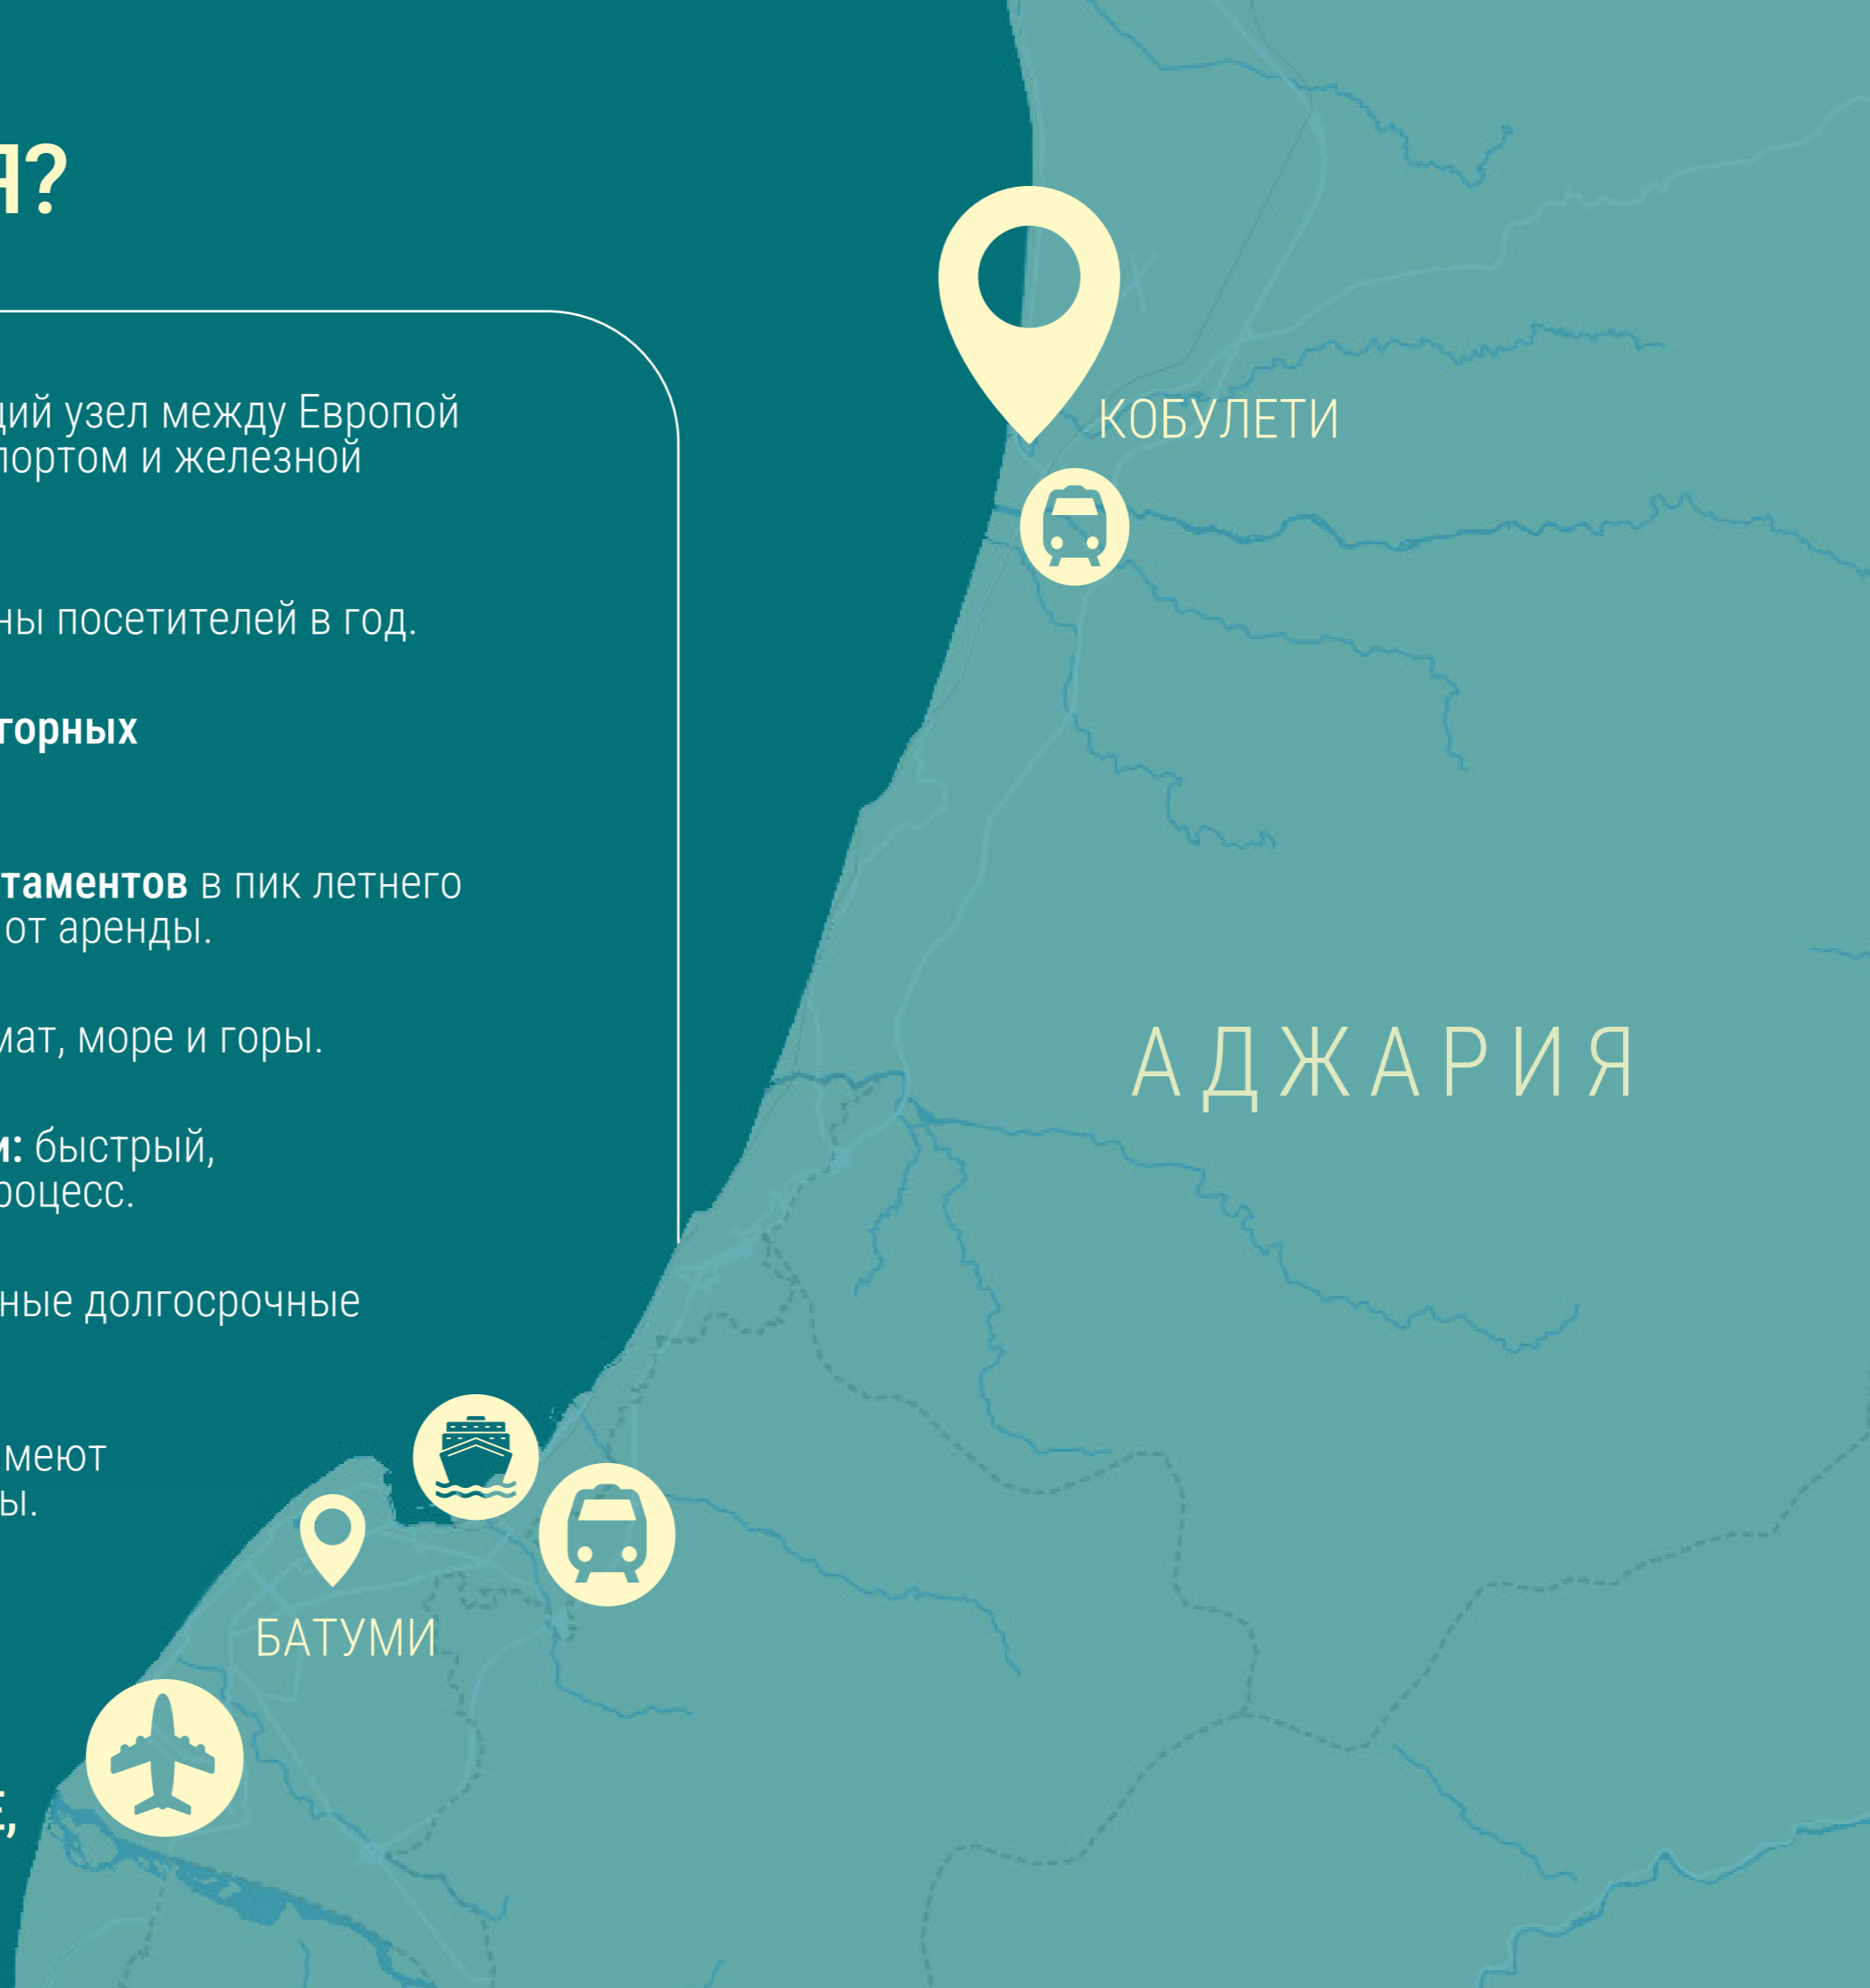 Я?
щий узел между Европой
портом и железной
ны посетителей в год.
горных
таментов в пик летнего
от аренды.
мат, море и горы.
и: быстрый,
роцесс.
ные долгосрочные
меют
ы.
Е,
КОБУЛЕТИ
АДЖАРИЯ
БАТУМИ